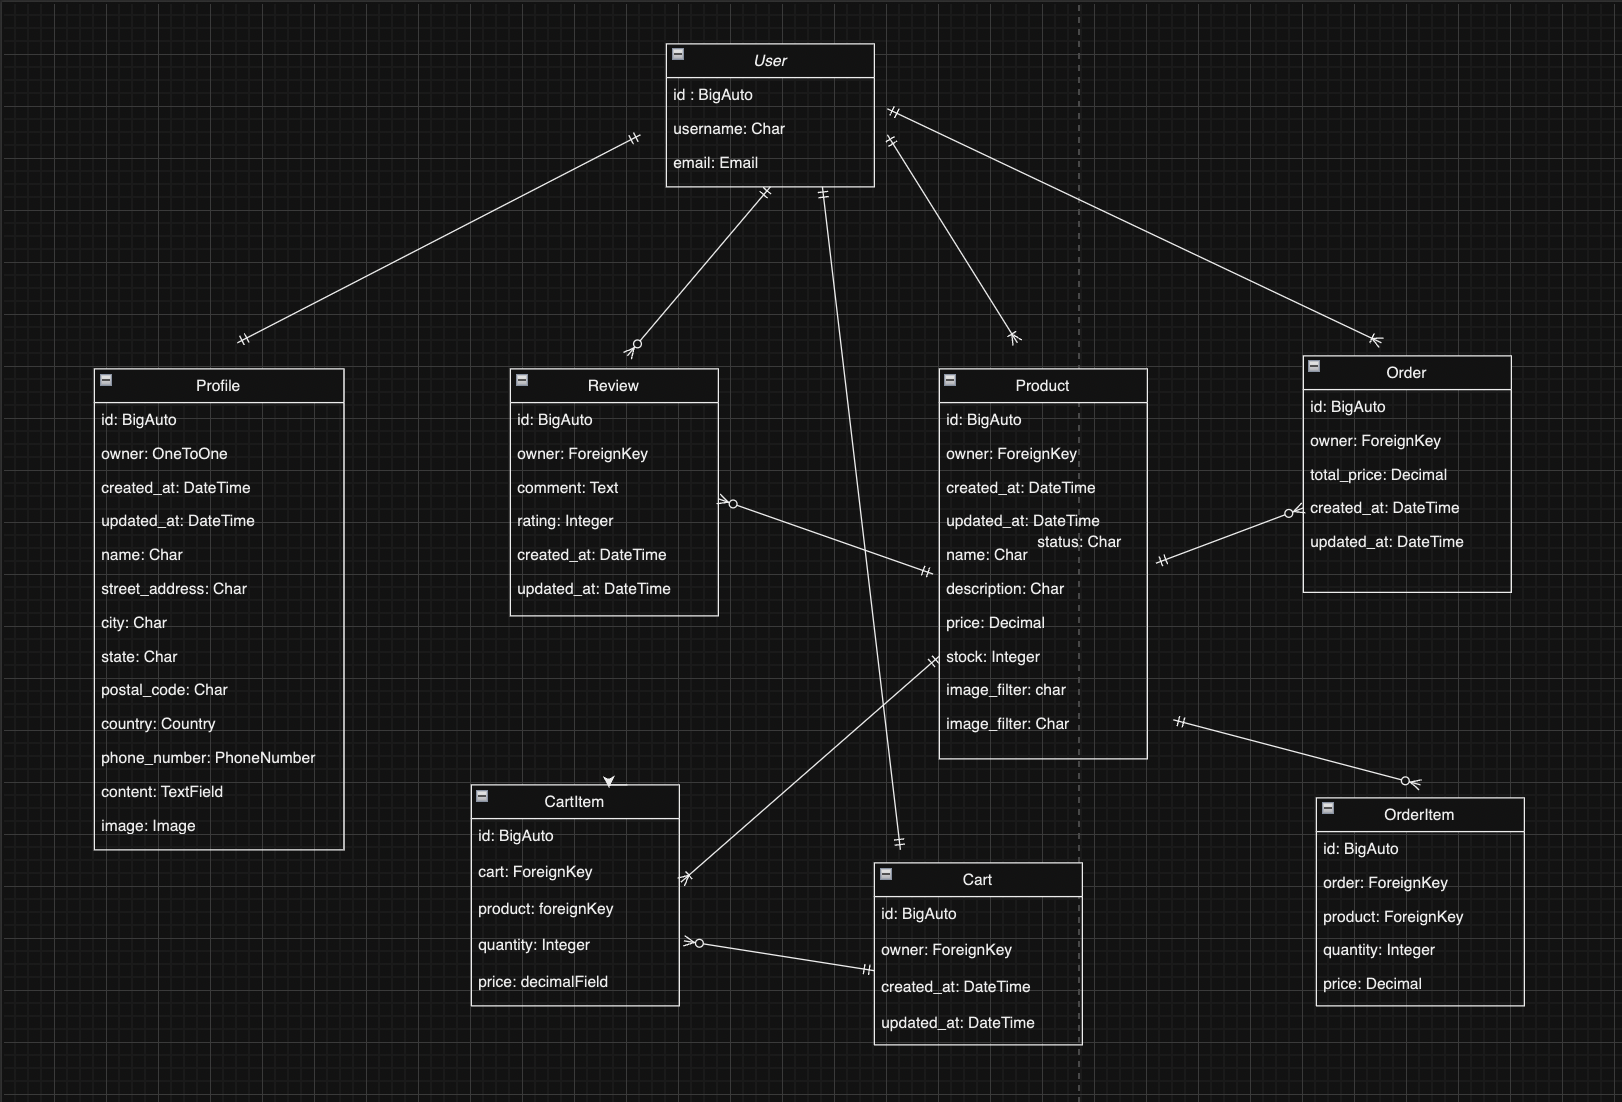 User
id : BigAuto
username: Char
email: Email
Profile
id: BigAuto
owner: OneToOne
created_at: DateTime
updated_at: DateTime
name: Char
street_address: Char
city: Char
state: Char
postal_code: Char
country: Country
phone_number: PhoneNumber
content: TextField
image: Image
Review
id: BigAuto
owner: ForeignKey
comment: Text
rating: Integer
created_at: DateTime
updated_at: DateTime
Product
id: BigAuto
owner: ForeignKey
created_at: DateTime
updated_at: DateTime
status: Char
name: Char
description: Char
price: Decimal
stock: Integer
image_filter: char
image_filter: Char
Order
id: BigAuto
owner: ForeignKey
total_price: Decimal
created_at: DateTime
updated_at: DateTime
CartItem
id: BigAuto
cart: ForeignKey
product: foreignKey
quantity: Integer
price: decimalField
Cart
id: BigAuto
owner: ForeignKey
created_at: DateTime
updated_at: DateTime
OrderItem
id: BigAuto
order: ForeignKey
product: ForeignKey
quantity: Integer
price: Decimal